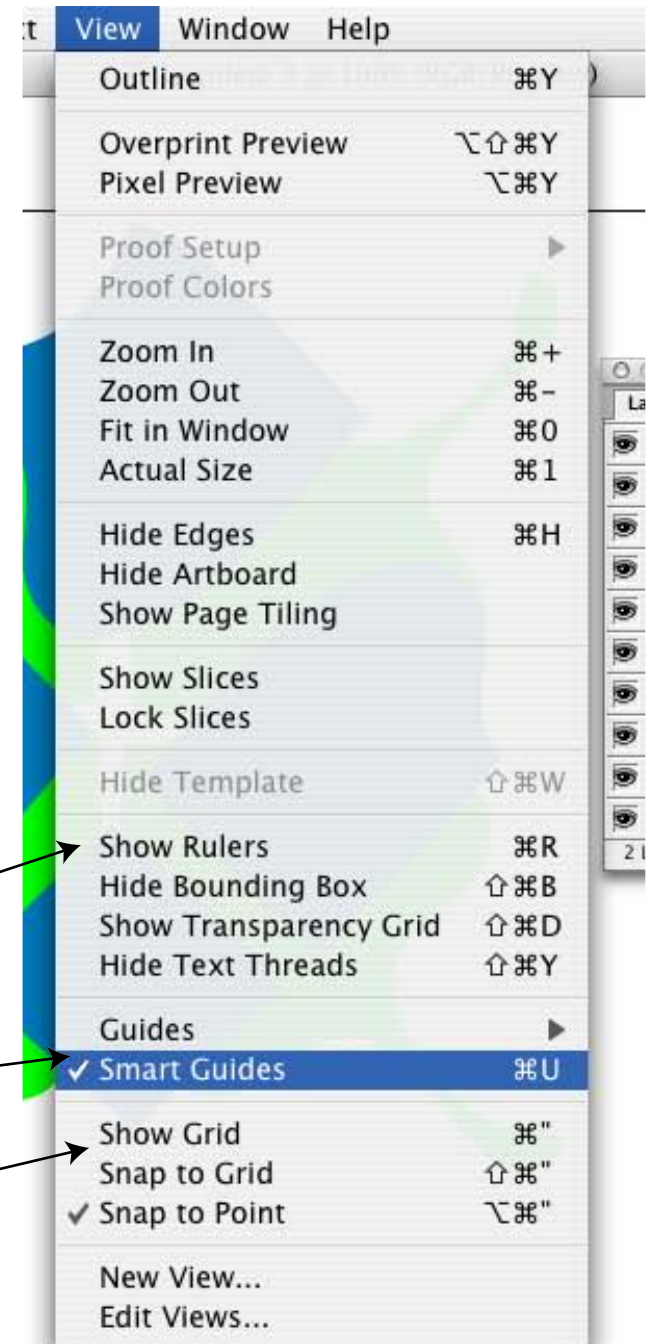 View Window Help
Outline ⌘Y
Overprint Preview ⌥⇧⌘Y
Pixel Preview ⌥⌘Y
Proof Setup
Proof Colors
Zoom In ⌘+
Zoom Out ⌘-
Fit in Window ⌘0
Actual Size ⌘1
Hide Edges ⌘H
Hide Artboard
Show Page Tiling
Show Slices
Lock Slices
Hide Template ⇧⌘W
Show Rulers ⌘R
Hide Bounding Box ⇧⌘B
Show Transparency Grid ⇧⌘D
Hide Text Threads ⇧⌘Y
Guides
✓ Smart Guides ⌘U
Show Grid ⌘"
Snap to Grid ⇧⌘"
✓ Snap to Point ⌥⌘"
New View...
Edit Views...